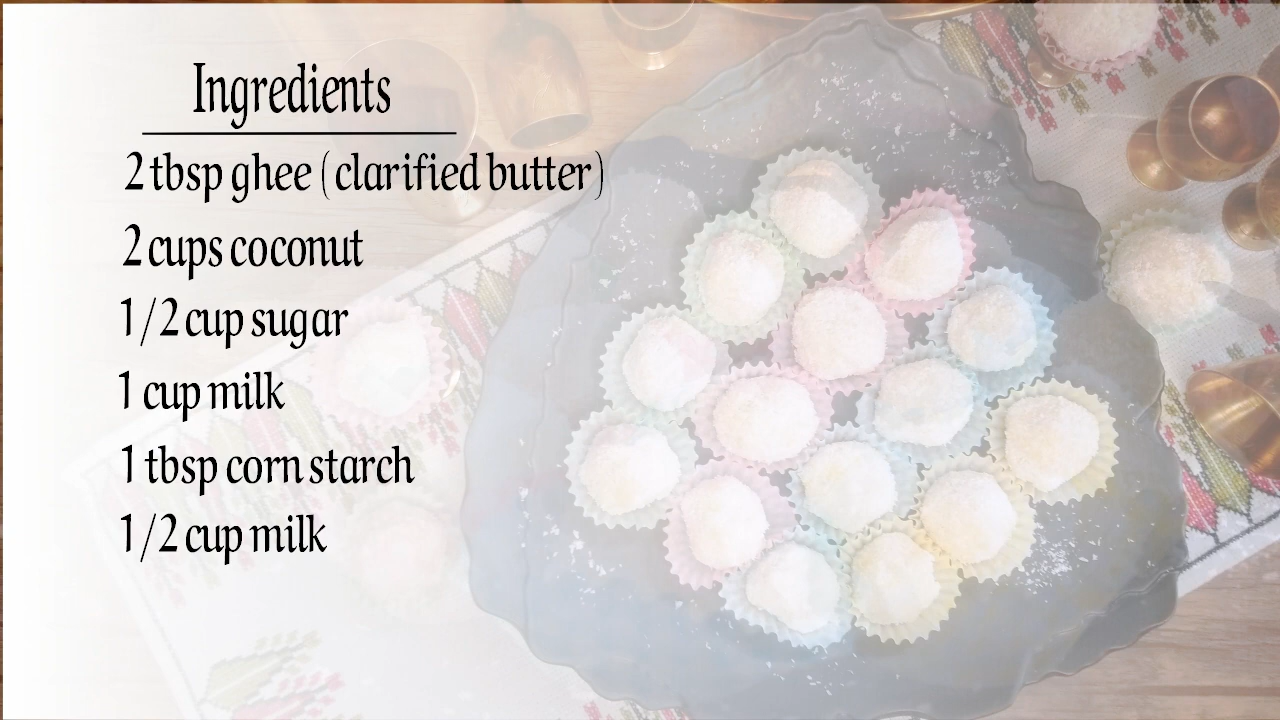 Ingredients
2 tbsp ghee (clarified butter)
2 cups coconut
1/2 cup sugar
1 cup milk
1 tbsp corn starch
1/2 cup milk